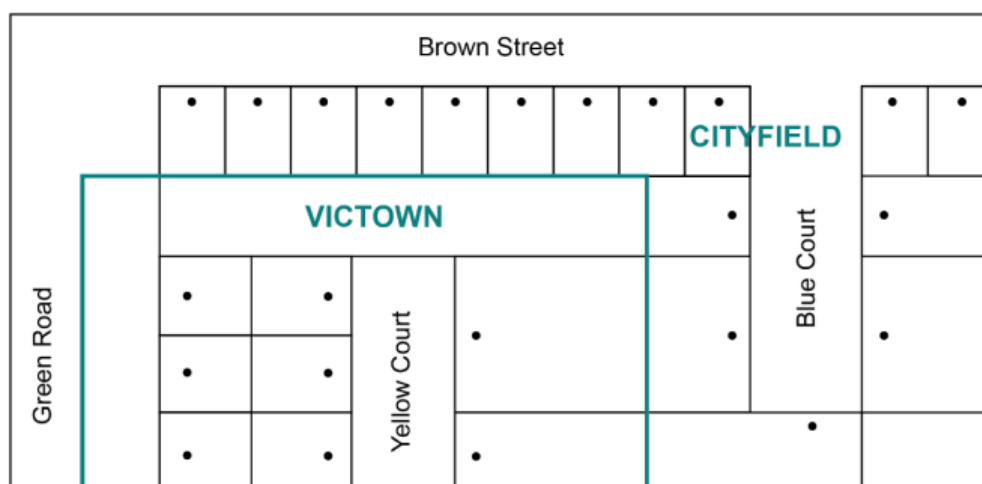 Brown Street
CITYFIELD
VICTOWN
Green Road
Yellow Court
Blue Court